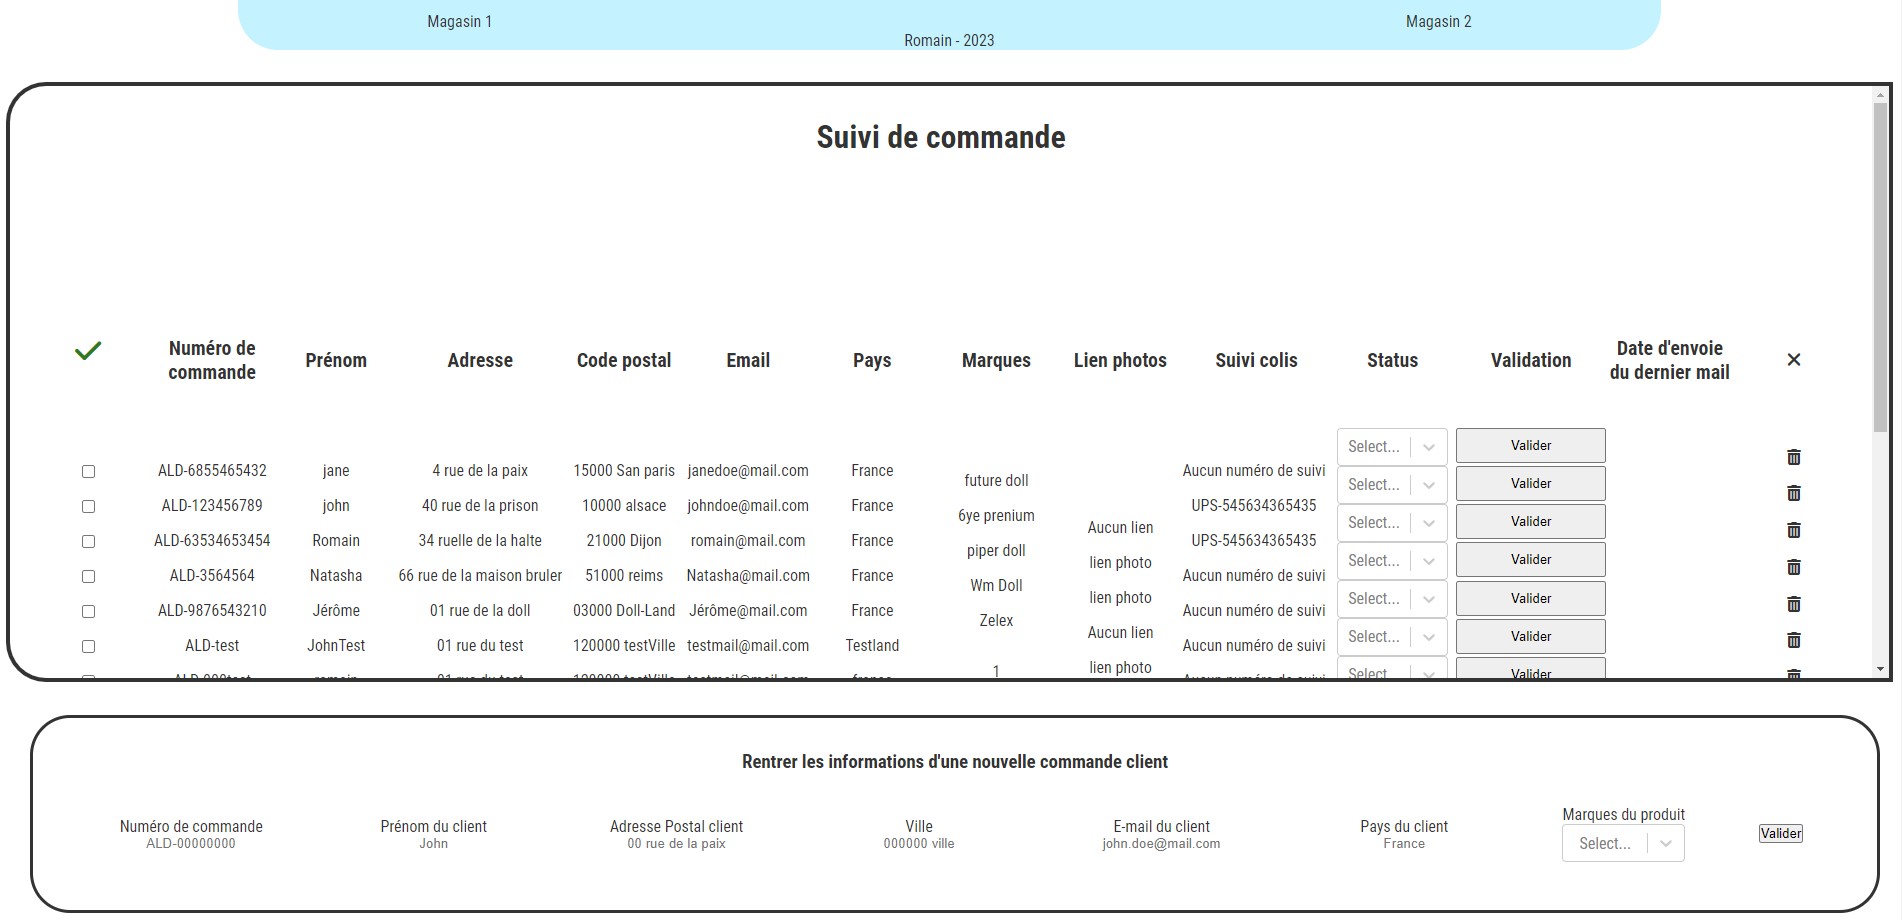 Magasin 1
Magasin 2
Romain - 2023
Suivi de commande
Numéro de commande
Prénom
Adresse
Code postal
Email
Pays
Marques
Lien photos
Suivi colis
Status
Validation
Date d'envoie du dernier mail
Select... Valider
ALD-6855465432 jane 4 rue de la paix 15000 San paris janedoe@mail.com France future doll Aucun numéro de suivi
Select... Valider
ALD-123456789 john 40 rue de la prison 10000 alsace johndoe@mail.com France 6ye prenium Aucun lien UPS-545634365435
Select... Valider
ALD-63534653454 Romain 34 ruelle de la halte 21000 Dijon romain@mail.com France piper doll lien photo UPS-545634365435
Select... Valider
ALD-3564564 Natasha 66 rue de la maison bruler 51000 reims Natasha@mail.com France Wm Doll lien photo Aucun numéro de suivi
Select... Valider
ALD-9876543210 Jérôme 01 rue de la doll 03000 Doll-Land Jérôme@mail.com France Zelex Aucun lien Aucun numéro de suivi
Select... Valider
ALD-test JohnTest 01 rue du test 120000 testVille testmail@mail.com Testland 1 lien photo Aucun numéro de suivi
Select... Valider
Rentrer les informations d'une nouvelle commande client
Numéro de commande
ALD-00000000
Prénom du client
John
Adresse Postal client
00 rue de la paix
Ville
000000 ville
E-mail du client
john.doe@mail.com
Pays du client
France
Marques du produit
Select...
Valider